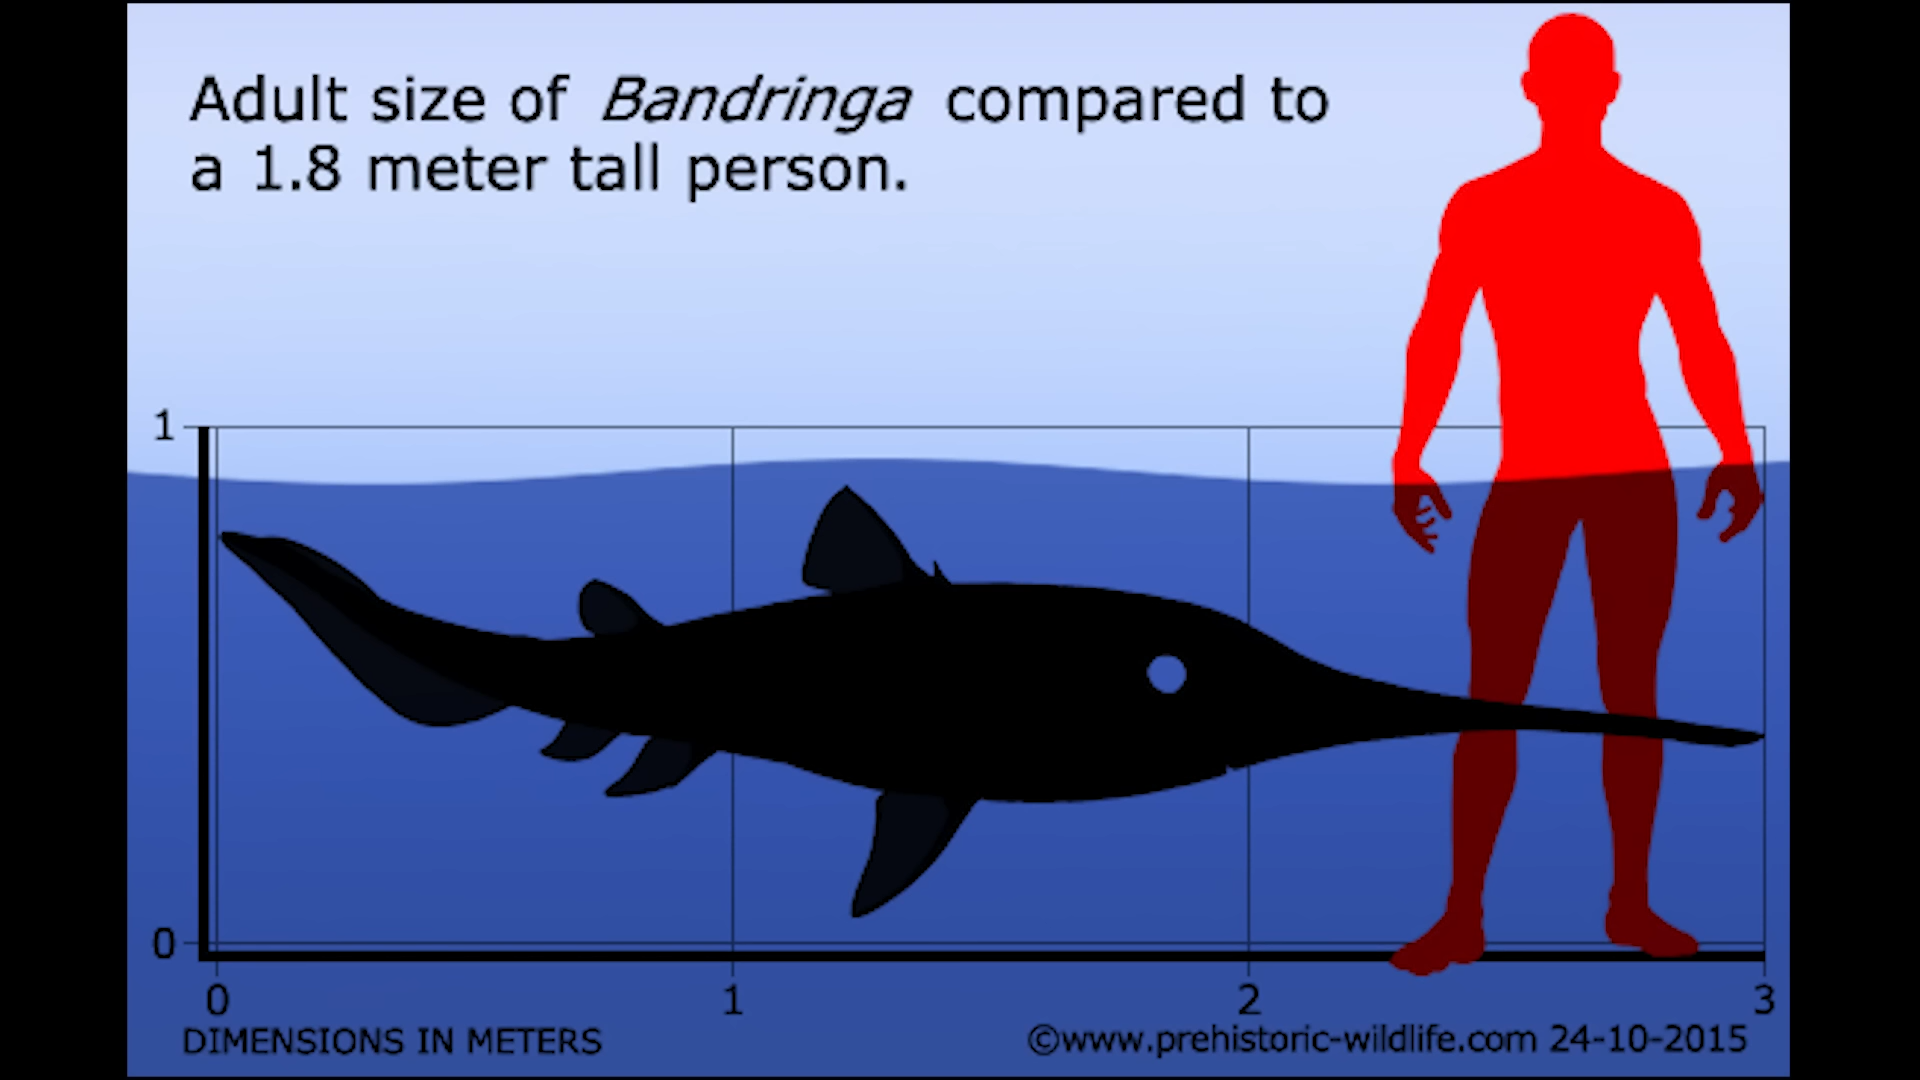 Adult size of Bandringa compared to
a 1.8 meter tall person.
1
0
0 1 2 3
DIMENSIONS IN METERS ©www.prehistoric-wildlife.com 24-10-2015